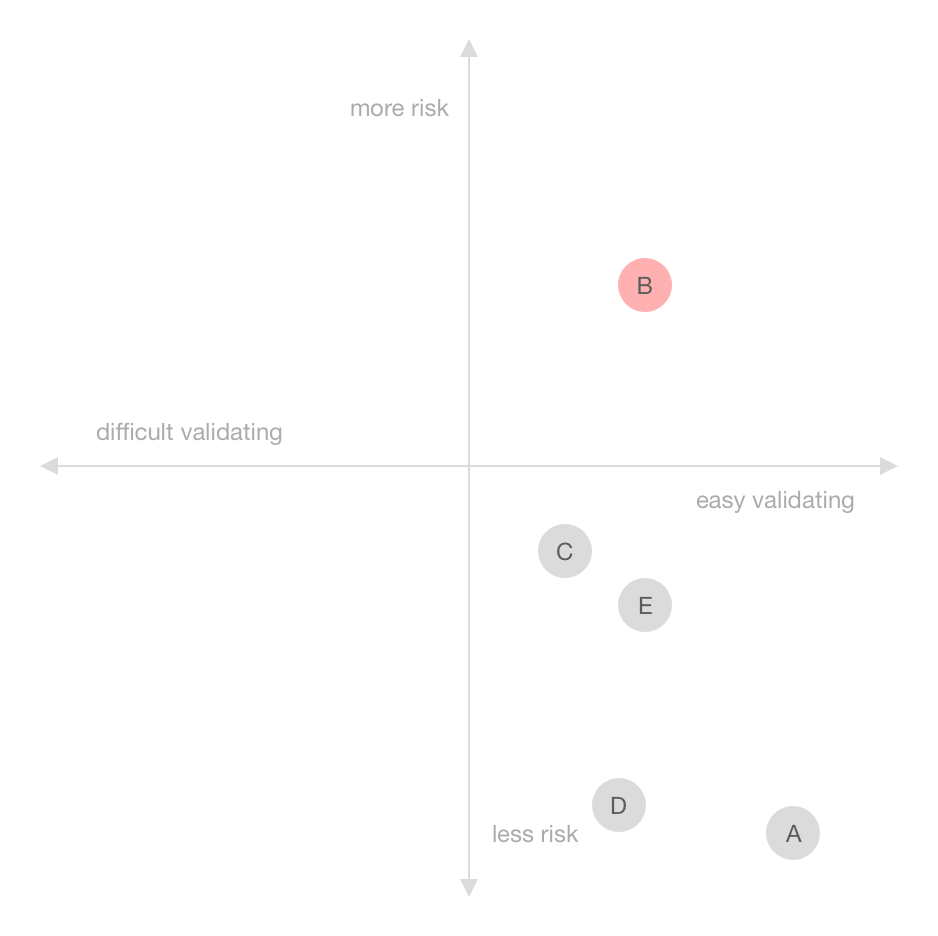 more risk
B
difficult validating
easy validating
C
E
D
less risk
A